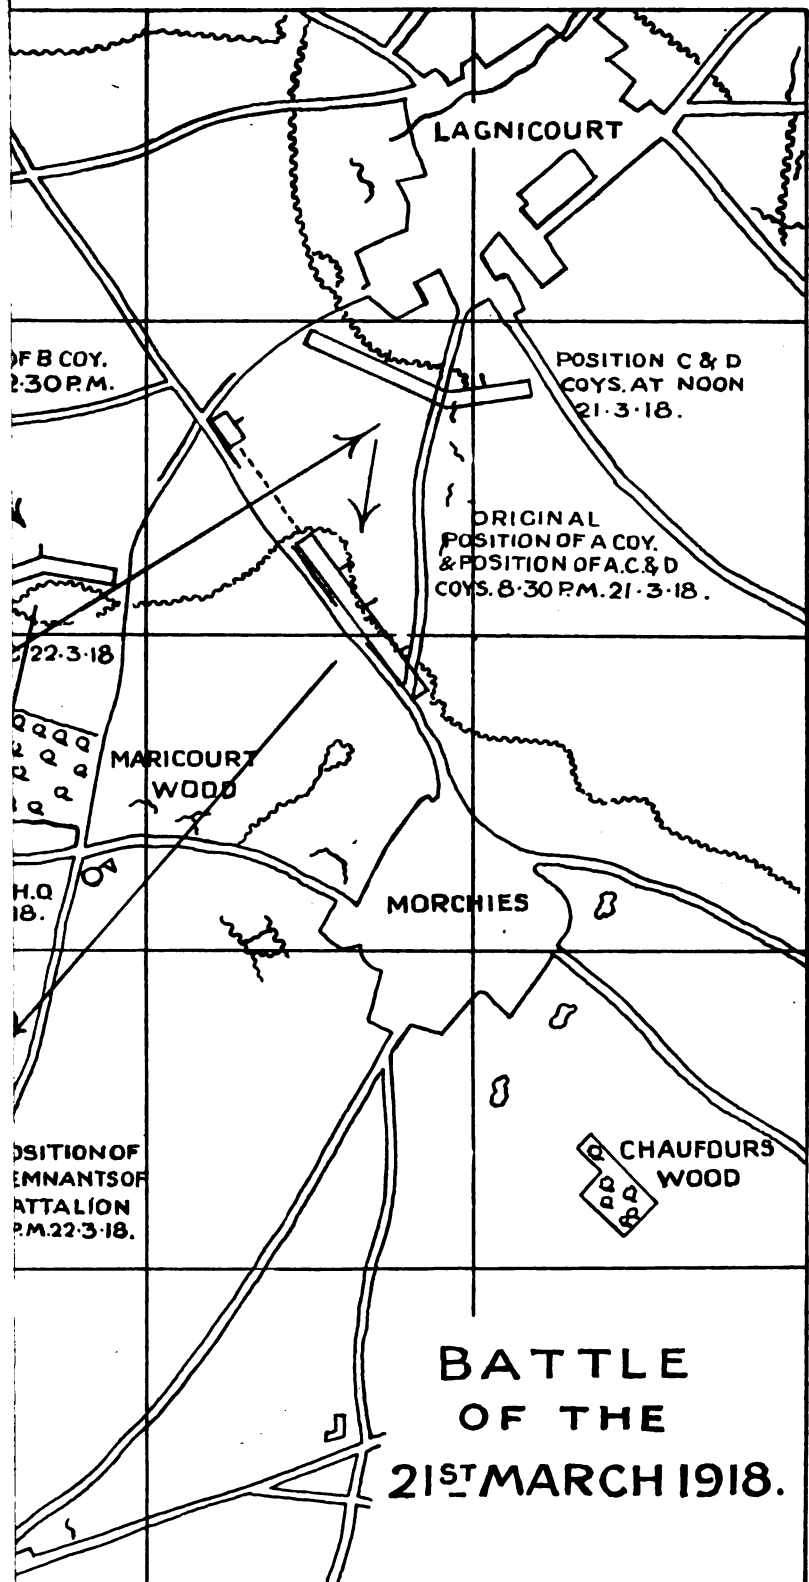 LAGNICOURT
OF B COY.
2·30 P.M.
POSITION C & D
COYS. AT NOON
21·3·18.
ORIGINAL
POSITION OF A COY.
& POSITION OF A.C.& D
COYS. 8·30 P.M. 21·3·18.
22·3·18
MARICOURT
WOOD
H.Q
18.
MORCHIES
OSITION OF
EMNANTS OF
ATTALION
P.M. 22·3·18.
CHAUFOURS
WOOD
BATTLE
OF THE
21ST MARCH 1918.